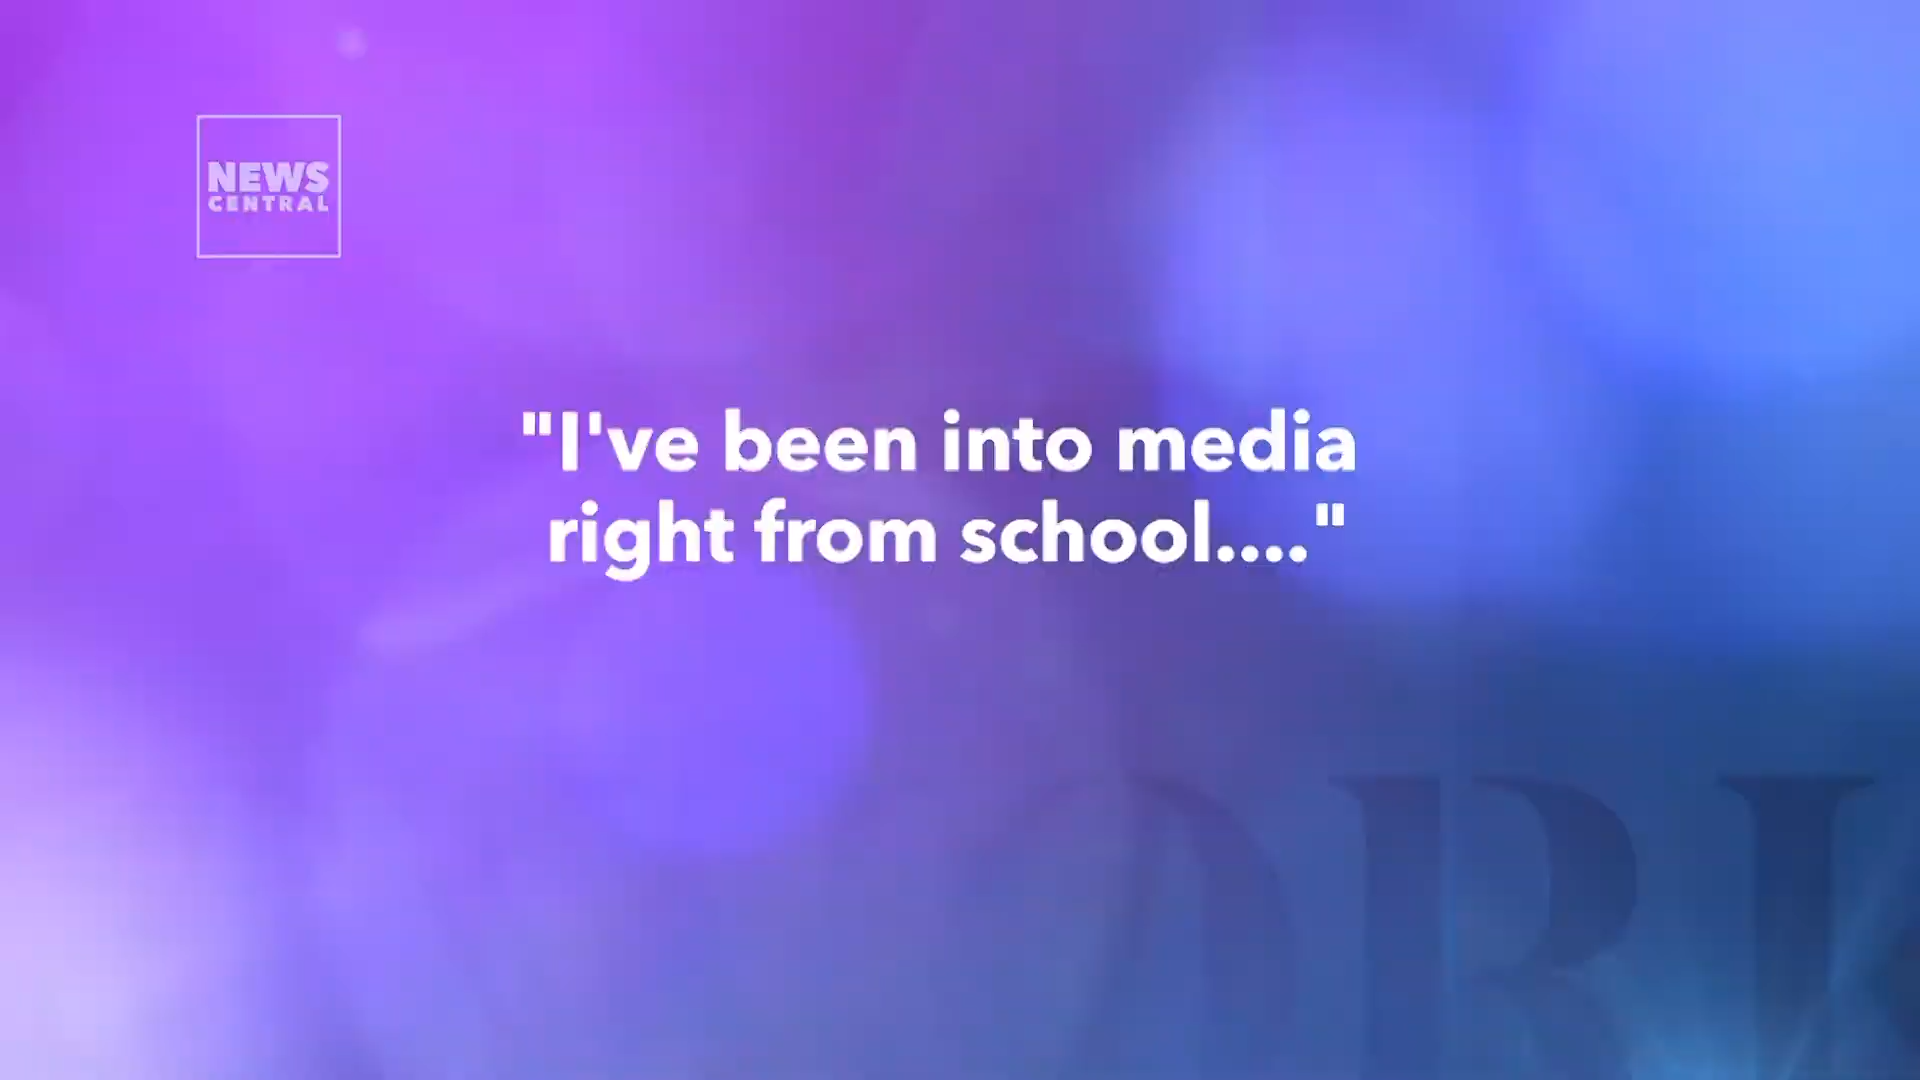 NEWS
CENTRAL
"I've been into media
right from school...."